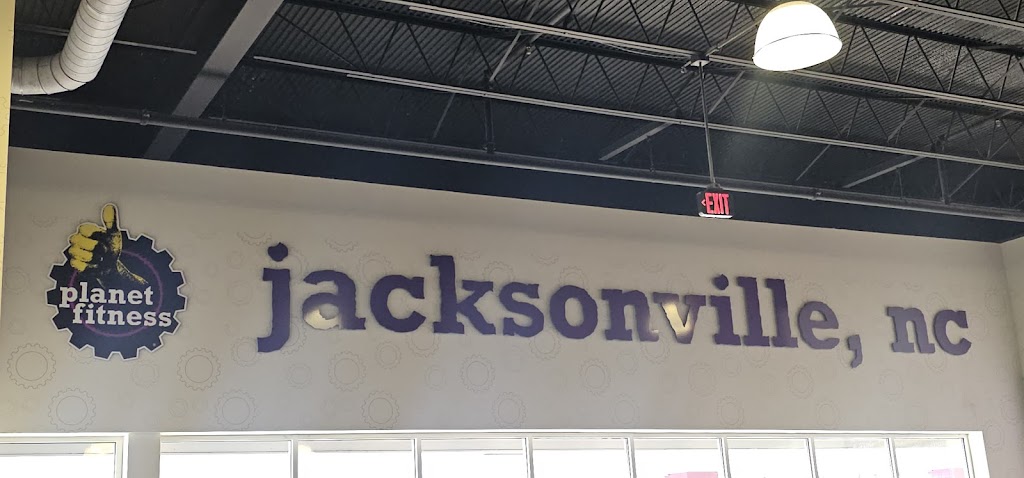 EXIT
planet
fitness
jacksonville, nc